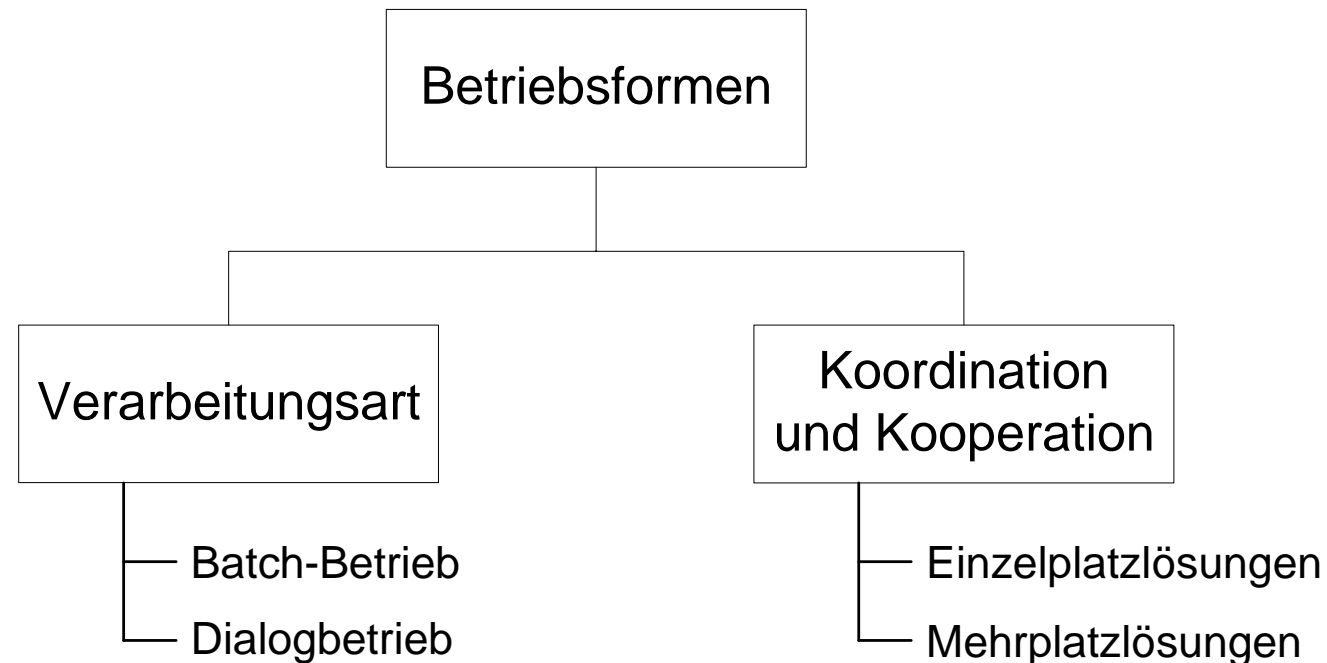 Betriebsformen
Verarbeitungsart
Batch-Betrieb
Dialogbetrieb
Koordination
und Kooperation
Einzelplatzlösungen
Mehrplatzlösungen